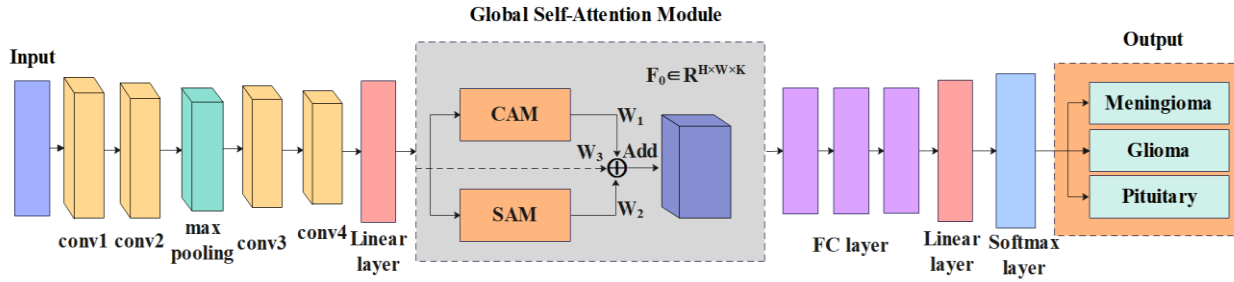 Global Self-Attention Module
Input
Output
F₀∈R^{H×W×K}
Meningioma
CAM
W₁
W₃
Add
Glioma
SAM
W₂
Pituitary
conv1
conv2
max
pooling
conv3
conv4
Linear
layer
FC layer
Linear
layer
Softmax
layer